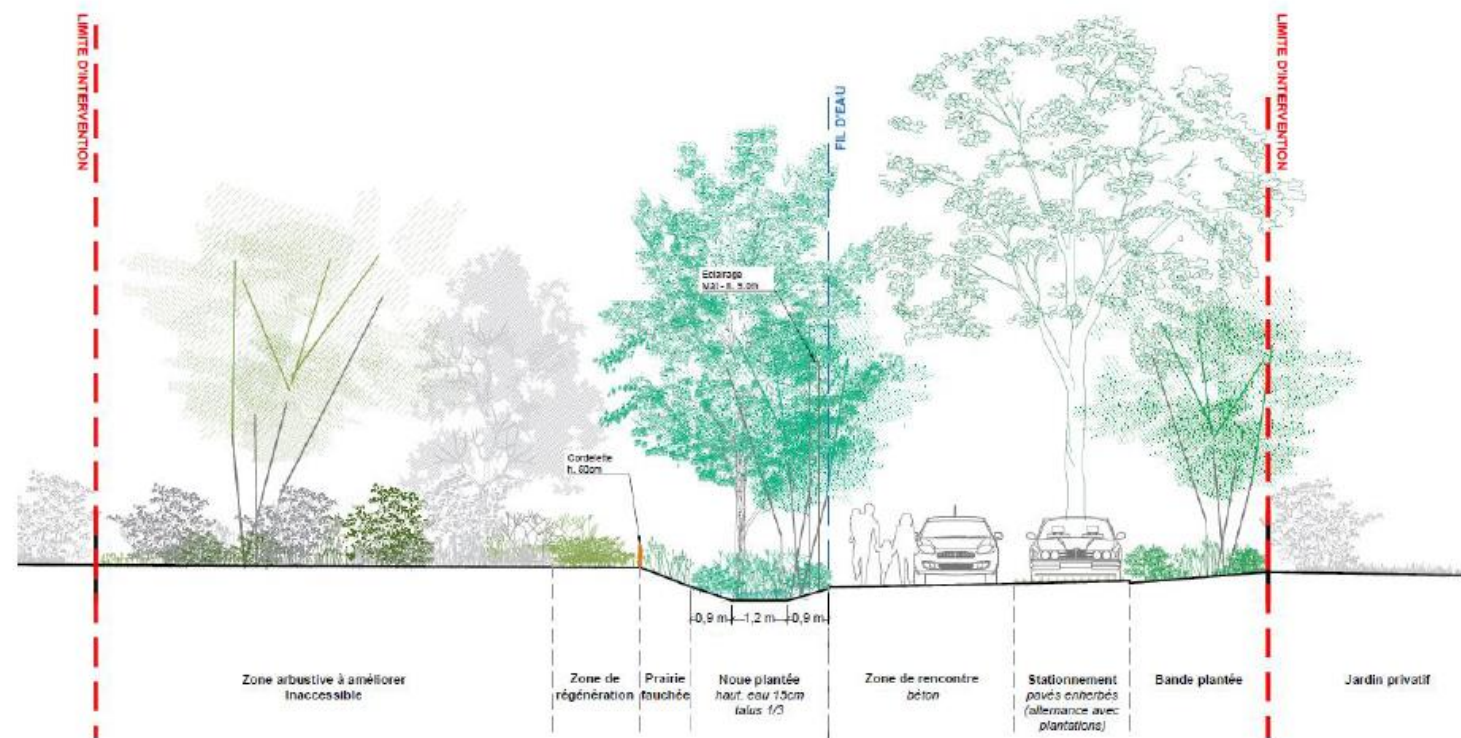 LIMITE D'INTERVENTION
FIL D'EAU
LIMITE D'INTERVENTION
Eclairage
Mât - h. 5.0m
Cordelette
h. 60cm
0,9 m
1,2 m
0,9 m
Zone arbustive à améliorer
Inaccessible
Zone de
régénération
Prairie
fauchée
Noue plantée
haut. eau 15cm
talus 1/3
Zone de rencontre
béton
Stationnement
pavés enherbés
(alternance avec
plantations)
Bande plantée
Jardin privatif